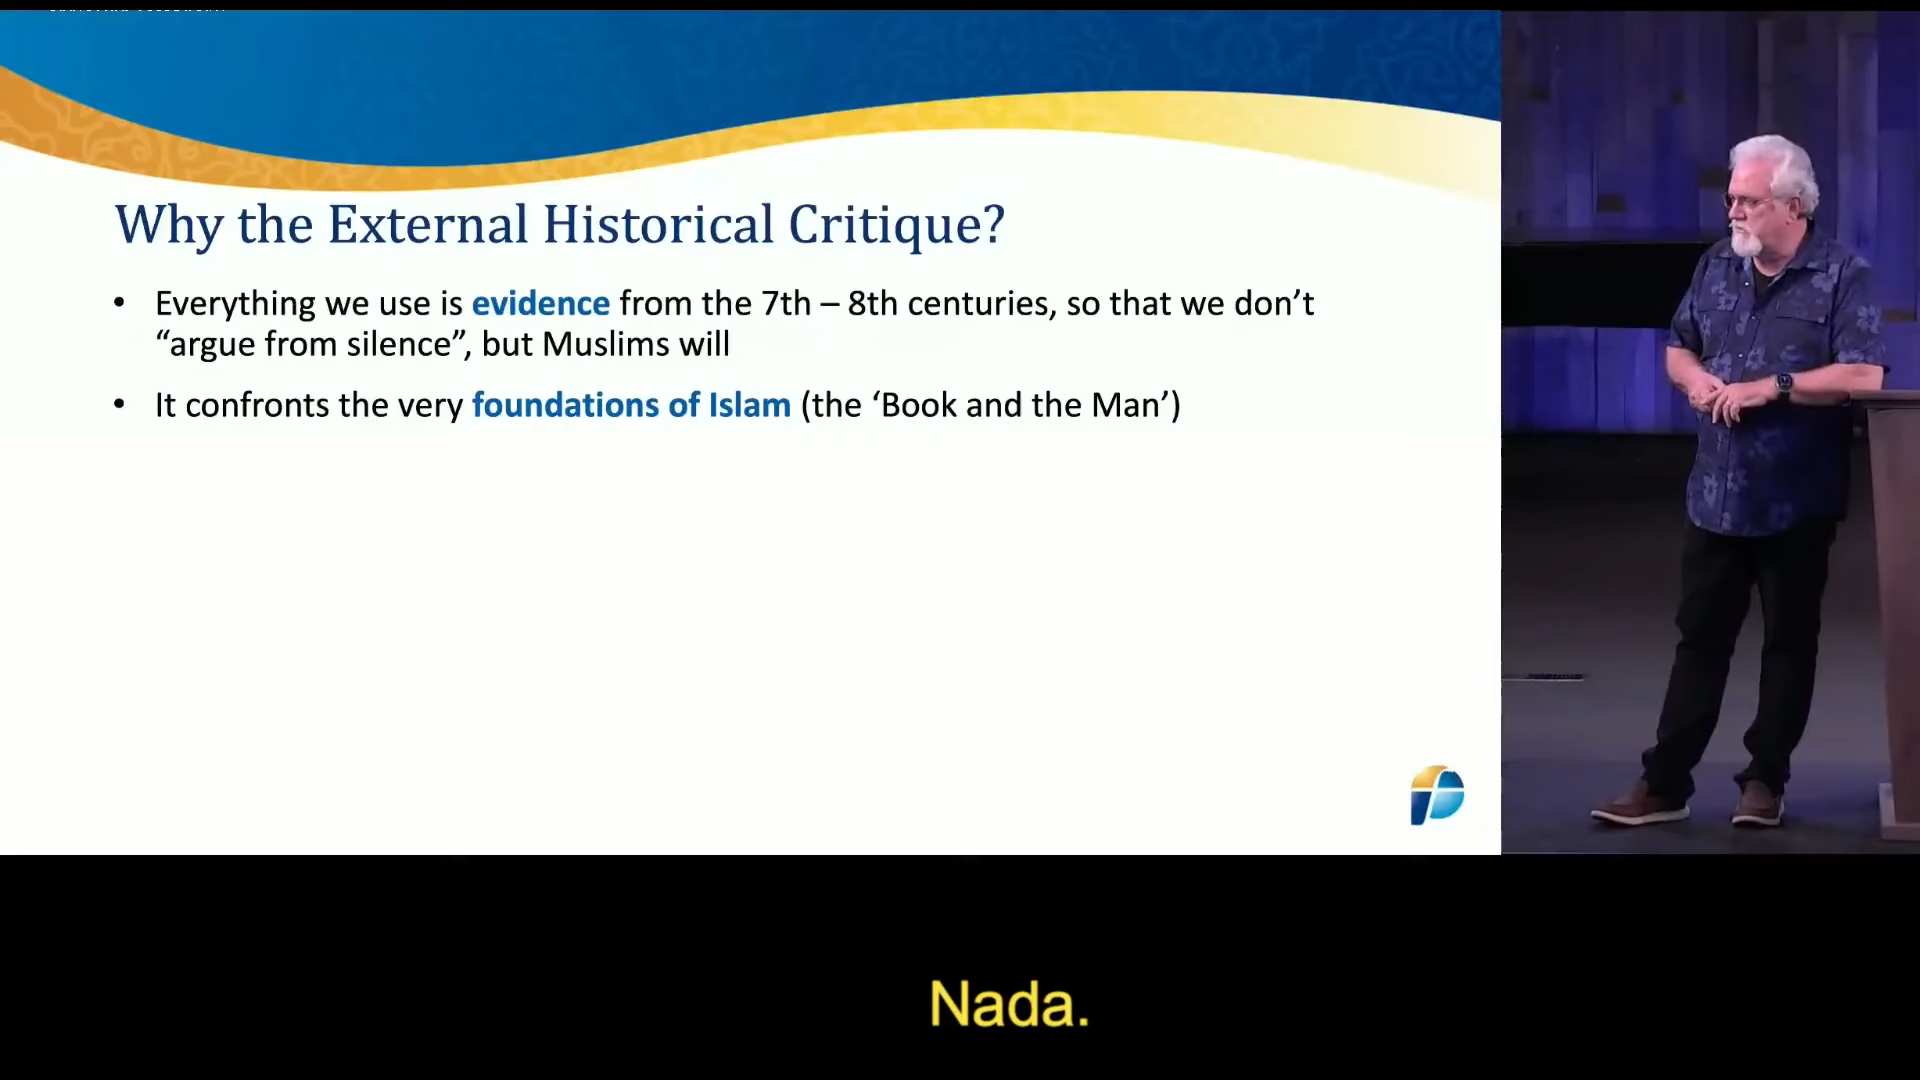 Why the External Historical Critique?
• Everything we use is evidence from the 7th – 8th centuries, so that we don’t
“argue from silence”, but Muslims will
• It confronts the very foundations of Islam (the ‘Book and the Man’)
Nada.